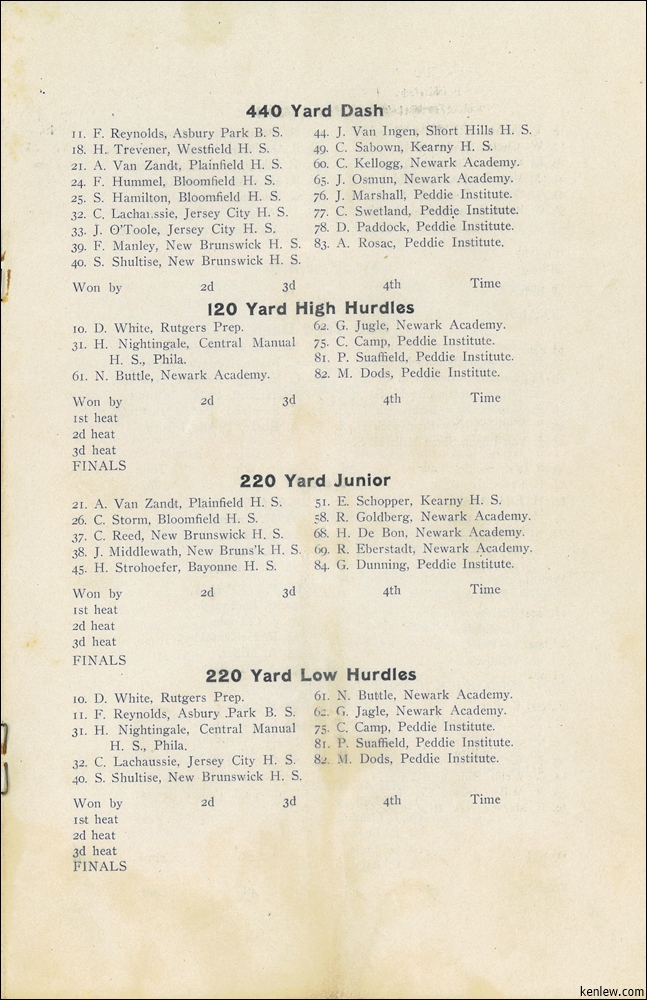 440 Yard Dash
11. F. Reynolds, Asbury Park B. S.
18. H. Trevener, Westfield H. S.
21. A. Van Zandt, Plainfield H. S.
24. F. Hummel, Bloomfield H. S.
25. S. Hamilton, Bloomfield H. S.
32. C. Lachaussie, Jersey City H. S.
33. J. O'Toole, Jersey City H. S.
39. F. Manley, New Brunswick H. S.
40. S. Shultise, New Brunswick H. S.
44. J. Van Ingen, Short Hills H. S.
49. C. Sabown, Kearny H. S.
60. C. Kellogg, Newark Academy.
65. J. Osmun, Newark Academy.
76. J. Marshall, Peddie Institute.
77. C. Swetland, Peddie Institute.
78. D. Paddock, Peddie Institute.
83. A. Rosac, Peddie Institute.
Won by 2d 3d 4th Time
120 Yard High Hurdles
10. D. White, Rutgers Prep.
31. H. Nightingale, Central Manual
H. S., Phila.
61. N. Buttle, Newark Academy.
62. G. Jugle, Newark Academy.
75. C. Camp, Peddie Institute.
81. P. Suaffield, Peddie Institute.
82. M. Dods, Peddie Institute.
Won by 2d 3d 4th Time
1st heat
2d heat
3d heat
FINALS
220 Yard Junior
21. A. Van Zandt, Plainfield H. S.
26. C. Storm, Bloomfield H. S.
37. C. Reed, New Brunswick H. S.
38. J. Middlewath, New Bruns'k H. S.
45. H. Strohoefer, Bayonne H. S.
51. E. Schopper, Kearny H. S.
58. R. Goldberg, Newark Academy.
68. H. De Bon, Newark Academy.
69. R. Eberstadt, Newark Academy.
84. G. Dunning, Peddie Institute.
Won by 2d 3d 4th Time
1st heat
2d heat
3d heat
FINALS
220 Yard Low Hurdles
10. D. White, Rutgers Prep.
11. F. Reynolds, Asbury Park B. S.
31. H. Nightingale, Central Manual
H. S., Phila.
32. C. Lachaussie, Jersey City H. S.
40. S. Shultise, New Brunswick H. S.
61. N. Buttle, Newark Academy.
62. G. Jagle, Newark Academy.
75. C. Camp, Peddie Institute.
81. P. Suaffield, Peddie Institute.
82. M. Dods, Peddie Institute.
Won by 2d 3d 4th Time
1st heat
2d heat
3d heat
FINALS
kenlew.com